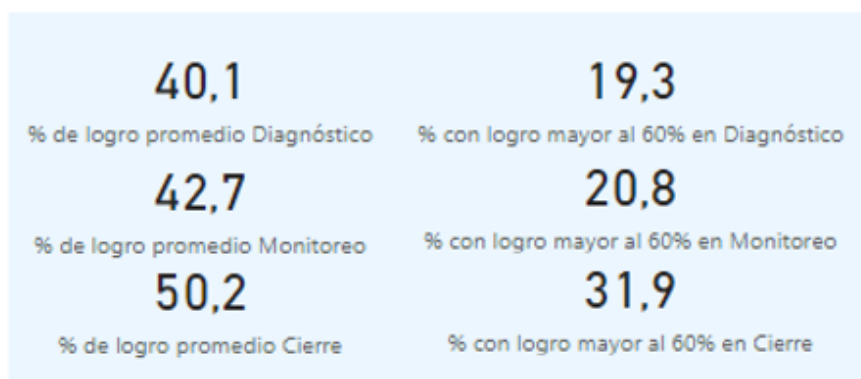 40,1
19,3
% de logro promedio Diagnóstico
% con logro mayor al 60% en Diagnóstico
42,7
20,8
% de logro promedio Monitoreo
% con logro mayor al 60% en Monitoreo
50,2
31,9
% de logro promedio Cierre
% con logro mayor al 60% en Cierre